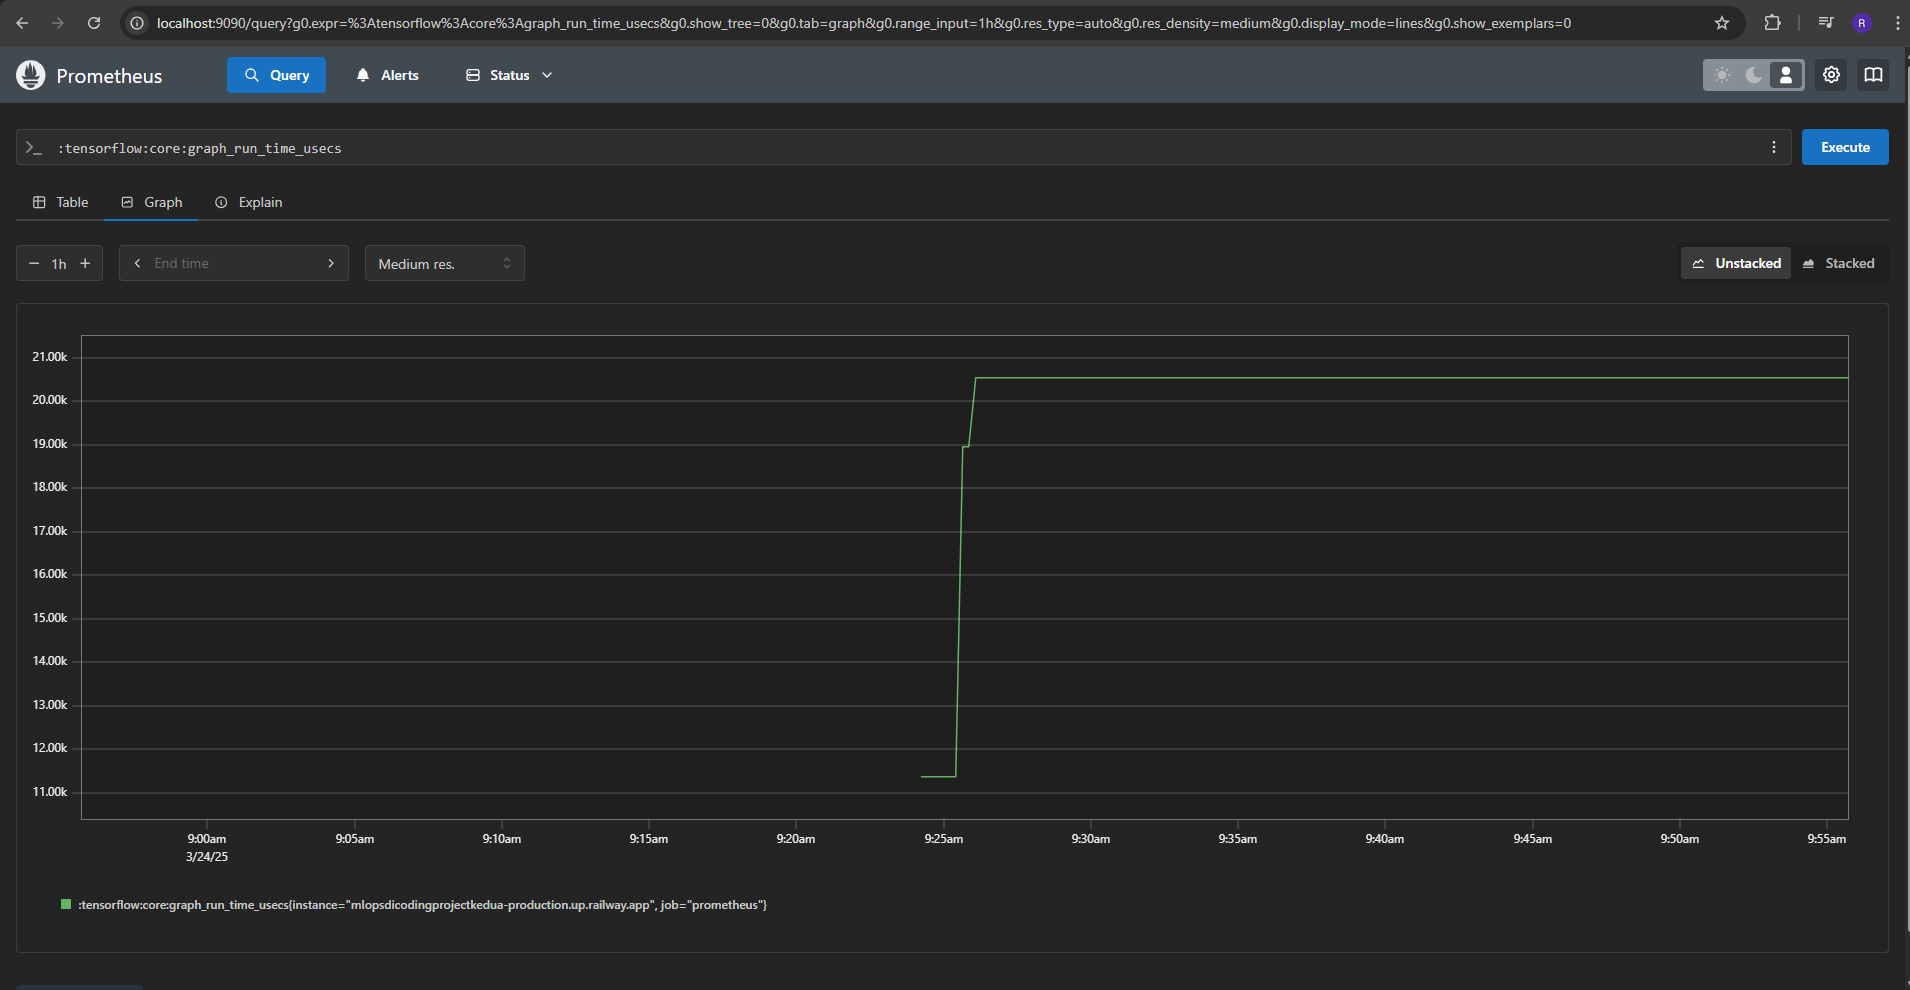 localhost:9090/query?g0.expr=%3Atensorflow%3Acore%3Agraph_run_time_usecs&g0.show_tree=0&g0.tab=graph&g0.range_input=1h&g0.res_type=auto&g0.res_density=medium&g0.display_mode=lines&g0.show_exemplars=0
R
Prometheus
Query
Alerts
Status
>_ :tensorflow:core:graph_run_time_usecs
Execute
Table
Graph
Explain
1h
End time
Medium res.
Unstacked
Stacked
21.00k
20.00k
19.00k
18.00k
17.00k
16.00k
15.00k
14.00k
13.00k
12.00k
11.00k
9:00am 9:05am 9:10am 9:15am 9:20am 9:25am 9:30am 9:35am 9:40am 9:45am 9:50am 9:55am
3/24/25
:tensorflow:core:graph_run_time_usecs{instance="mlopsdicodingprojectkedua-production.up.railway.app", job="prometheus"}